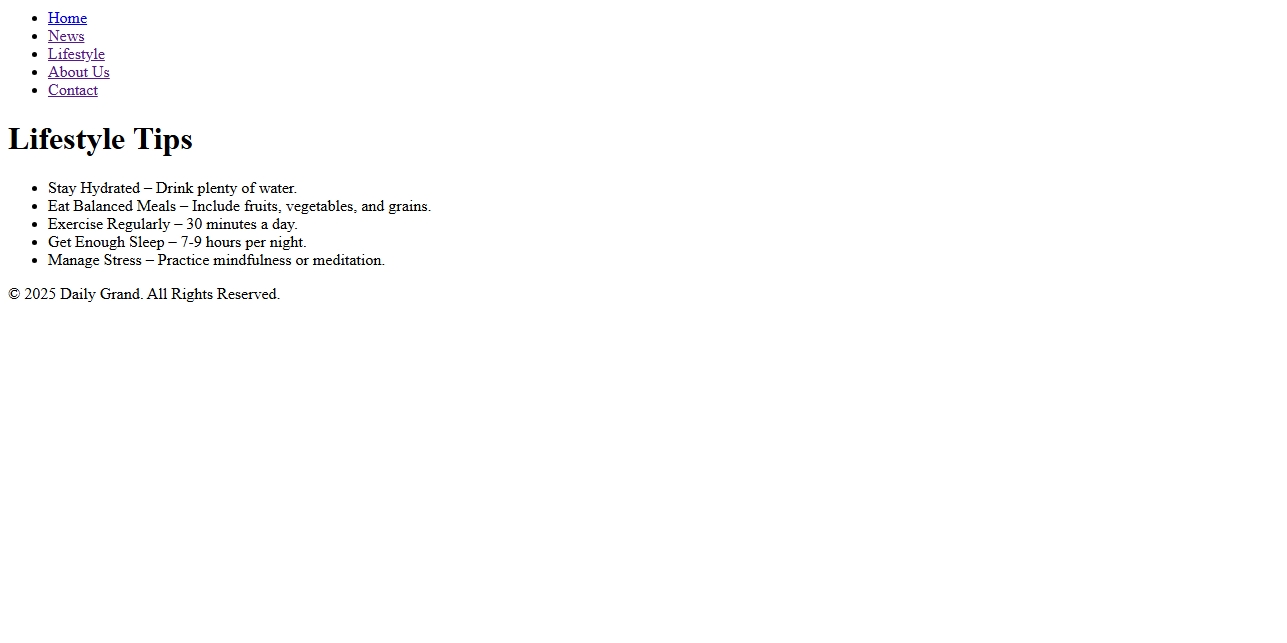 Home
News
Lifestyle
About Us
Contact
Lifestyle Tips
Stay Hydrated – Drink plenty of water.
Eat Balanced Meals – Include fruits, vegetables, and grains.
Exercise Regularly – 30 minutes a day.
Get Enough Sleep – 7-9 hours per night.
Manage Stress – Practice mindfulness or meditation.
© 2025 Daily Grand. All Rights Reserved.